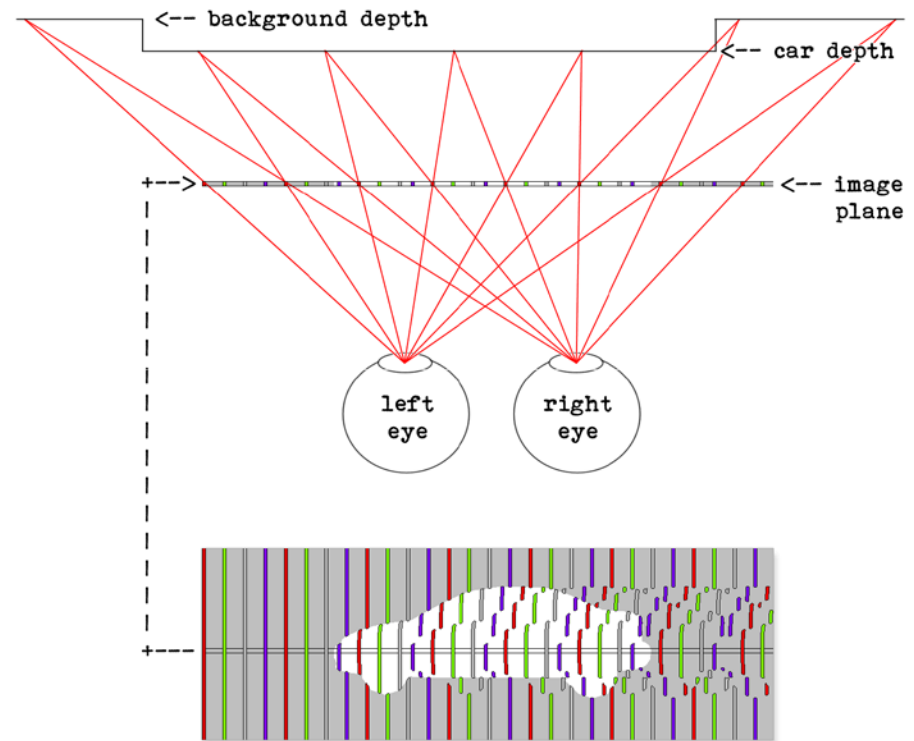 <-- background depth
<-- car depth
+--->
<-- image
plane
left
eye
right
eye
+---